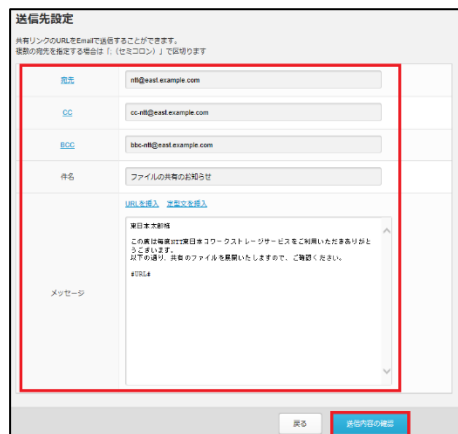 送信先設定
共有リンクのURLをEmailで送信することができます。
複数の宛先を指定する場合は「;（セミコロン）」で区切ります
宛先
ntt@east.example.com
CC
cc-ntt@east.example.com
BCC
bbc-ntt@east.example.com
件名
ファイルの共有のお知らせ
URLを挿入 定型文を挿入
メッセージ
東日本太郎様
この度は毎度NTT東日本コワークストレージサービスをご利用いただきありがと
うございます。
以下の通り、共有のファイルを展開いたしますので、ご確認ください。
#URL#
戻る
送信内容の確認